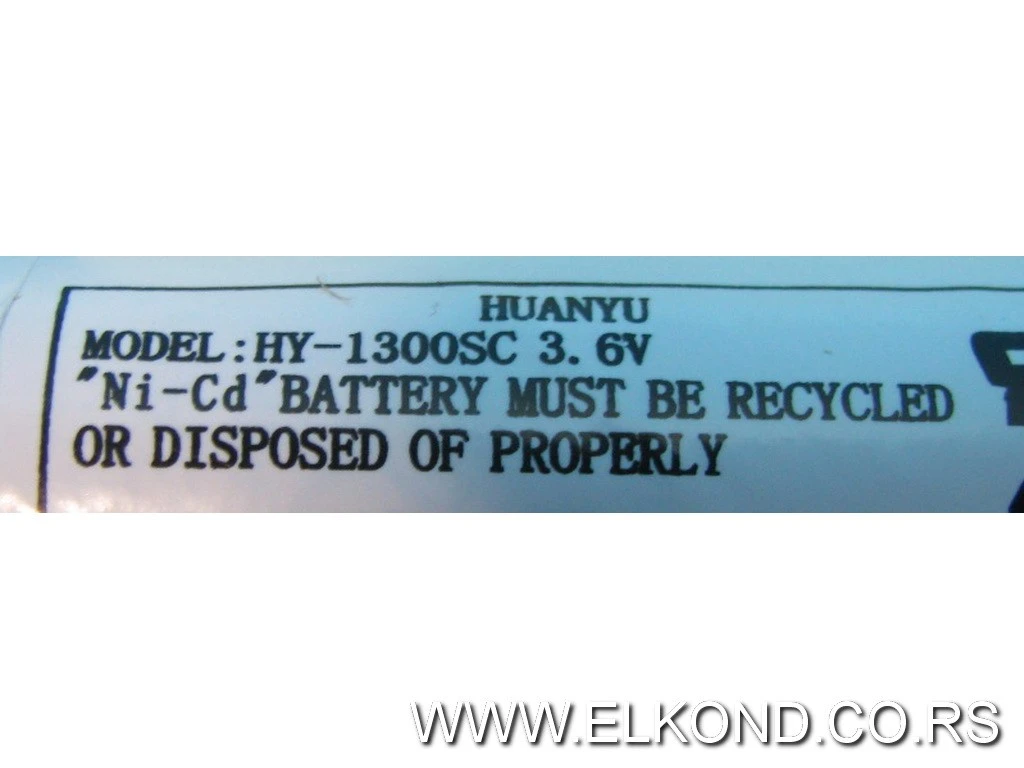 HUANYU
MODEL:HY-1300SC 3.6V
"Ni-Cd"BATTERY MUST BE RECYCLED
OR DISPOSED OF PROPERLY
WWW.ELKOND.CO.RS